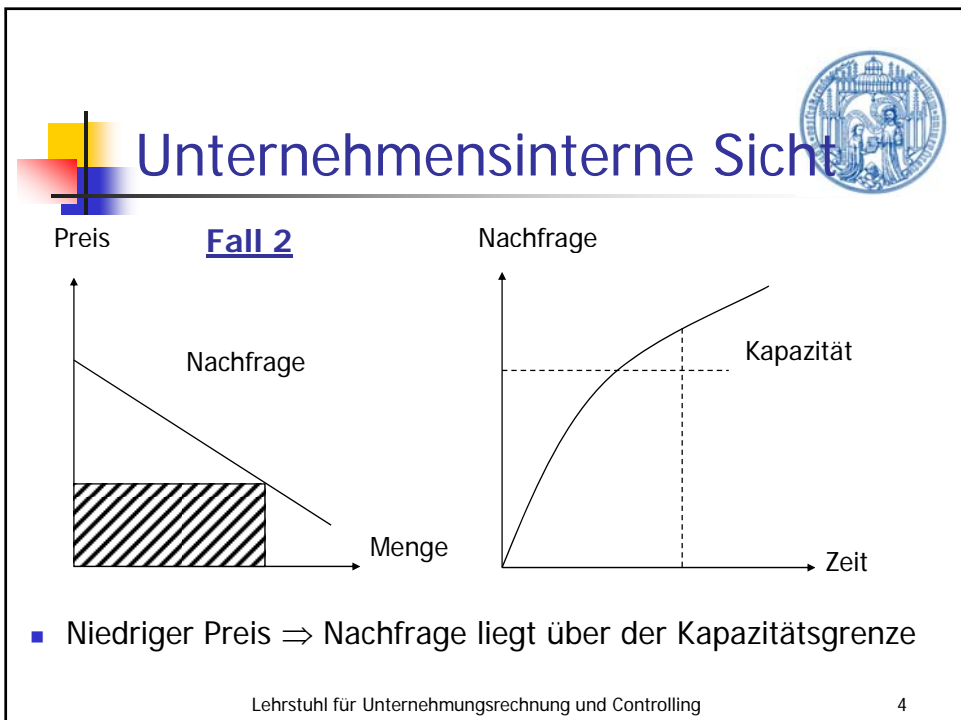 Unternehmensinterne Sicht
Preis
Fall 2
Nachfrage
Menge
Nachfrage
Kapazität
Zeit
Niedriger Preis ⇒ Nachfrage liegt über der Kapazitätsgrenze
Lehrstuhl für Unternehmungsrechnung und Controlling
4